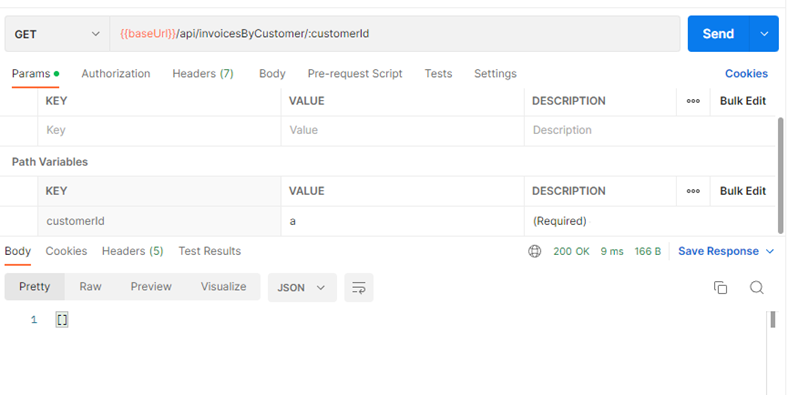 GET {{baseUrl}}/api/invoicesByCustomer/:customerId Send
Params Authorization Headers (7) Body Pre-request Script Tests Settings Cookies
KEY VALUE DESCRIPTION ooo Bulk Edit
Key Value Description
Path Variables
KEY VALUE DESCRIPTION ooo Bulk Edit
customerId a (Required)
Body Cookies Headers (5) Test Results 200 OK 9 ms 166 B Save Response
Pretty Raw Preview Visualize JSON
1 []